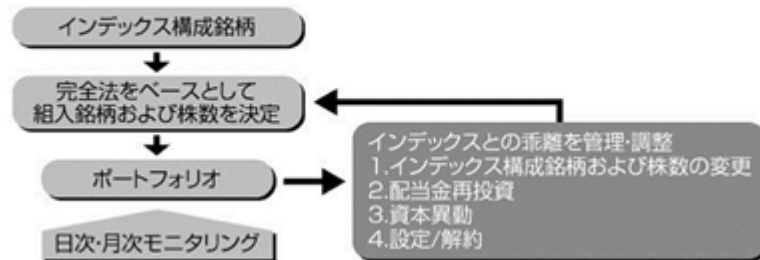 インデックス構成銘柄
完全法をベースとして
組入銘柄および株数を決定
ポートフォリオ
日次・月次モニタリング
インデックスとの乖離を管理・調整
1.インデックス構成銘柄および株数の変更
2.配当金再投資
3.資本異動
4.設定/解約